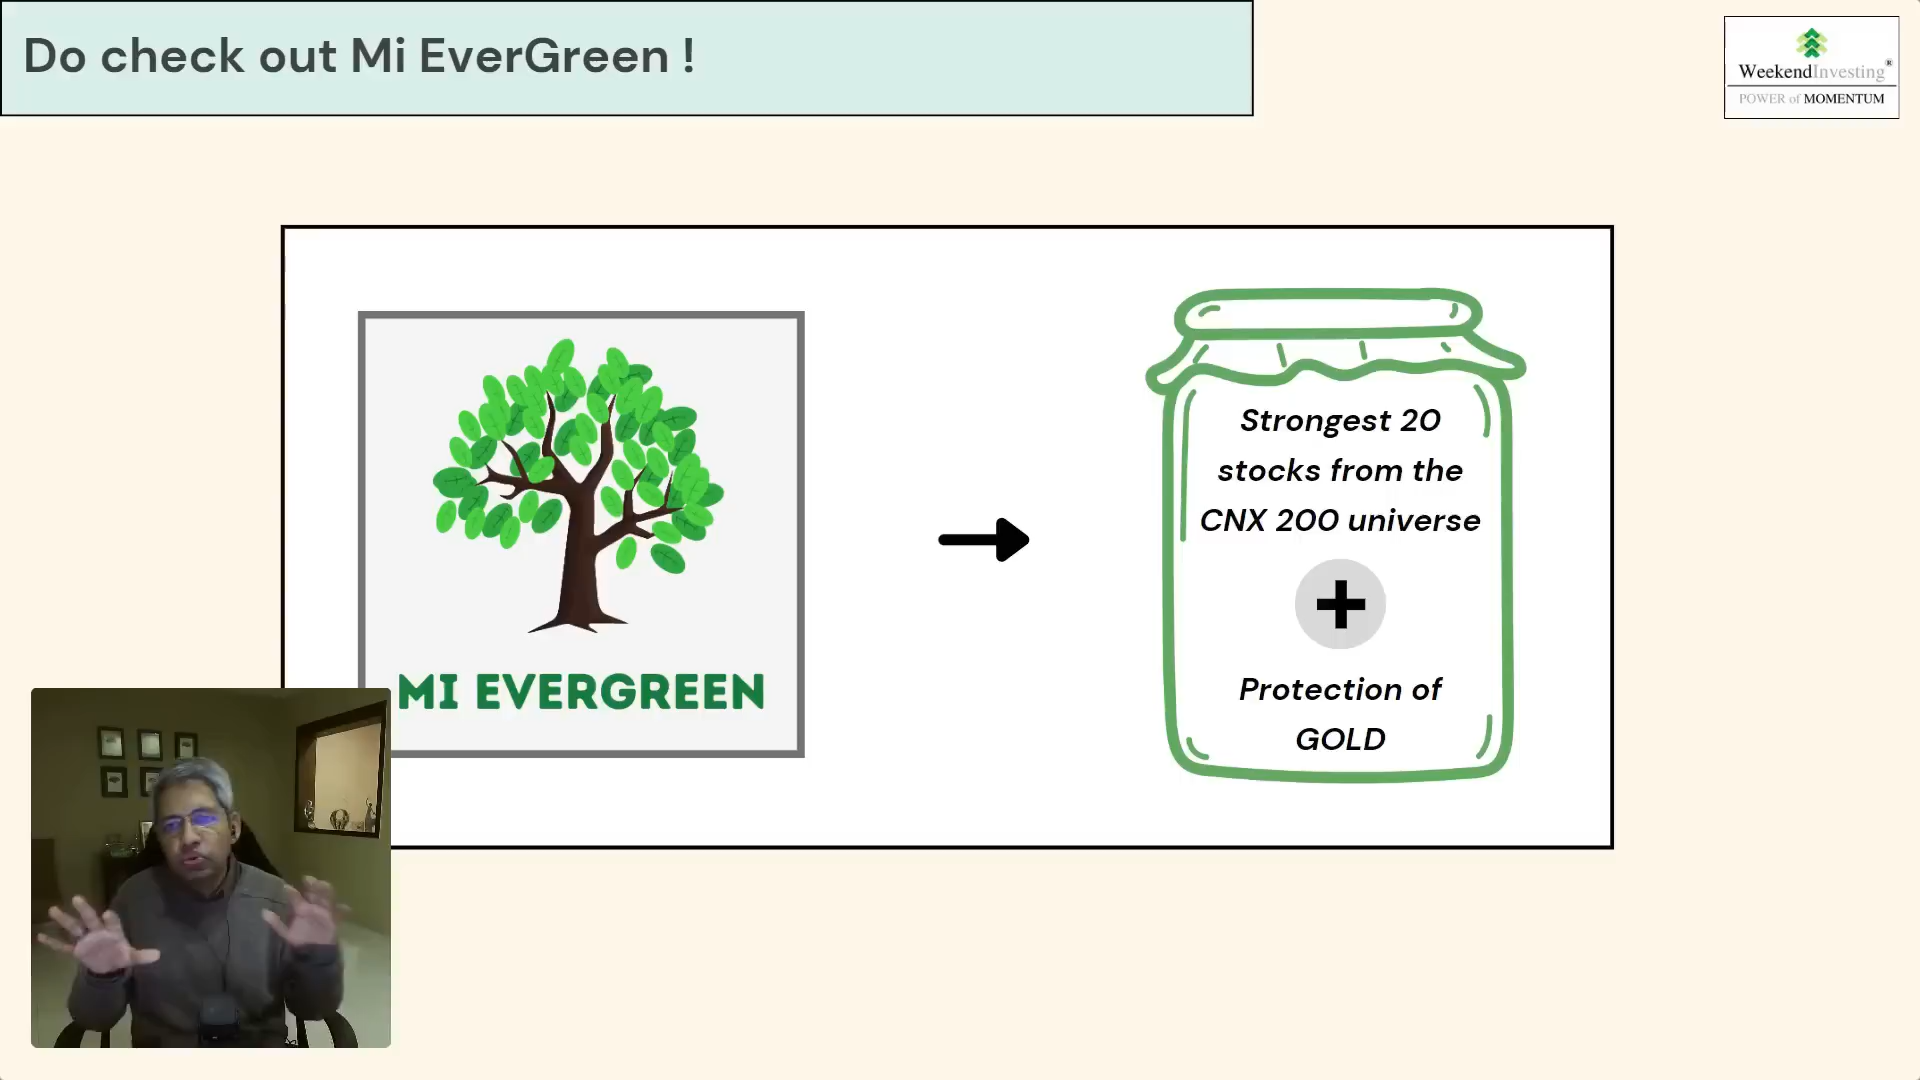 Do check out Mi EverGreen !
WeekendInvesting®
POWER of MOMENTUM
MI EVERGREEN
Strongest 20
stocks from the
CNX 200 universe
+
Protection of
GOLD